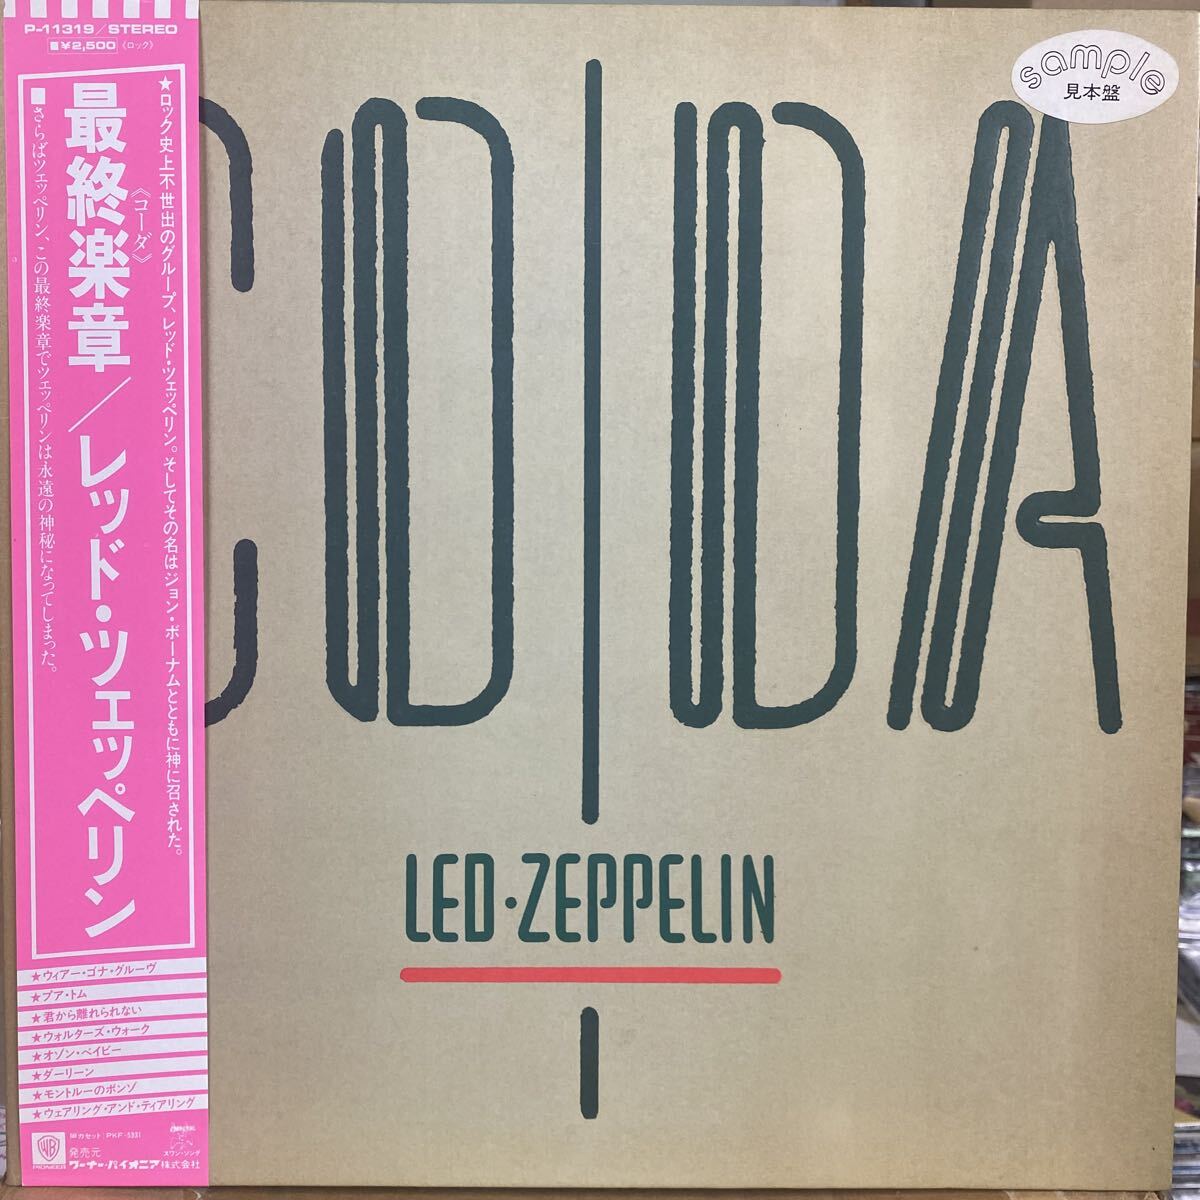 P-11319/STEREO
■¥2,500《ロック》
★ロック史上不世出のグループ、レッド・ツェッペリン。そしてその名はジョン・ボーナムとともに神に召された。
《コーダ》
最終楽章/レッド・ツェッペリン
■さらばツェッペリン、この最終楽章でツェッペリンは永遠の神秘になってしまった。
★ウィアー・ゴナ・グルーヴ
★プア・トム
★君から離れられない
★ウォルターズ・ウォーク
★オゾン・ベイビー
★ダーリーン
★モントルーのボンゾ
★ウェアリング・アンド・ティアリング
カセット:PKF-5331
スワン・ソング
WB
PIONEER
発売元
ワーナー・パイオニア株式会社
CODA
LED·ZEPPELIN
sample
見本盤